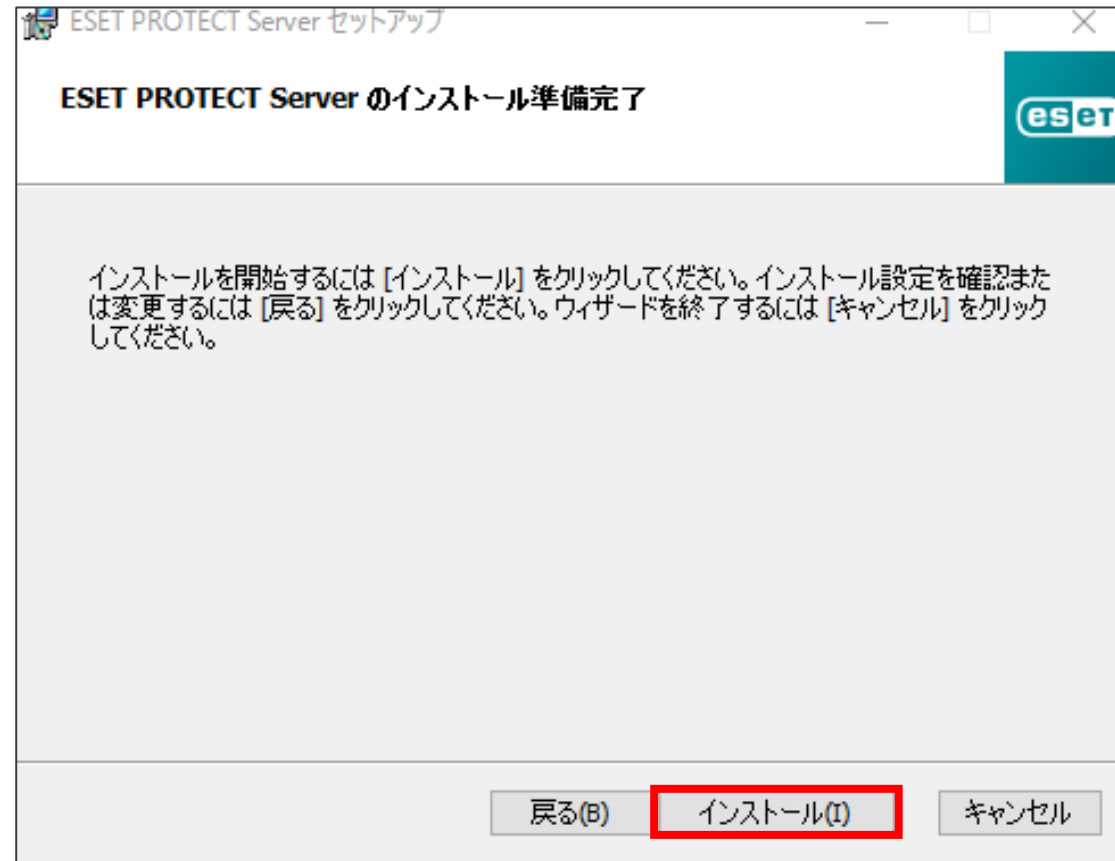 ESET PROTECT Server セットアップ
ESET PROTECT Server のインストール準備完了
eset
インストールを開始するには [インストール] をクリックしてください。インストール設定を確認また
は変更するには [戻る] をクリックしてください。ウィザードを終了するには [キャンセル] をクリック
してください。
戻る(B) インストール(I) キャンセル